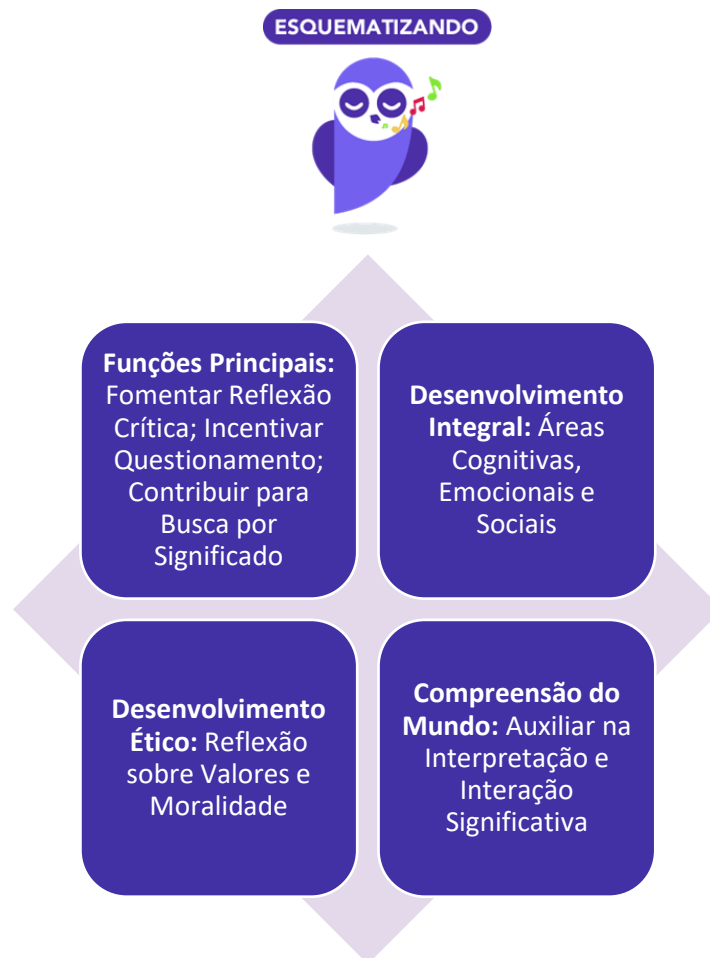 ESQUEMATIZANDO
Funções Principais:
Fomentar Reflexão
Crítica; Incentivar
Questionamento;
Contribuir para
Busca por
Significado
Desenvolvimento
Integral: Áreas
Cognitivas,
Emocionais e
Sociais
Desenvolvimento
Ético: Reflexão
sobre Valores e
Moralidade
Compreensão do
Mundo: Auxiliar na
Interpretação e
Interação
Significativa